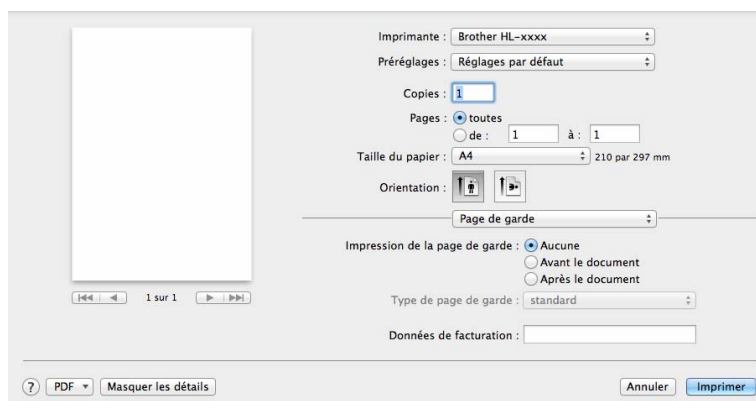 Imprimante : Brother HL-xxxx
Préréglages : Réglages par défaut
Copies : 1
Pages : toutes
de : 1 à : 1
Taille du papier : A4 210 par 297 mm
Orientation :
Page de garde
Impression de la page de garde : Aucune
Avant le document
Après le document
1 sur 1
Type de page de garde : standard
Données de facturation :
? PDF Masquer les détails Annuler Imprimer